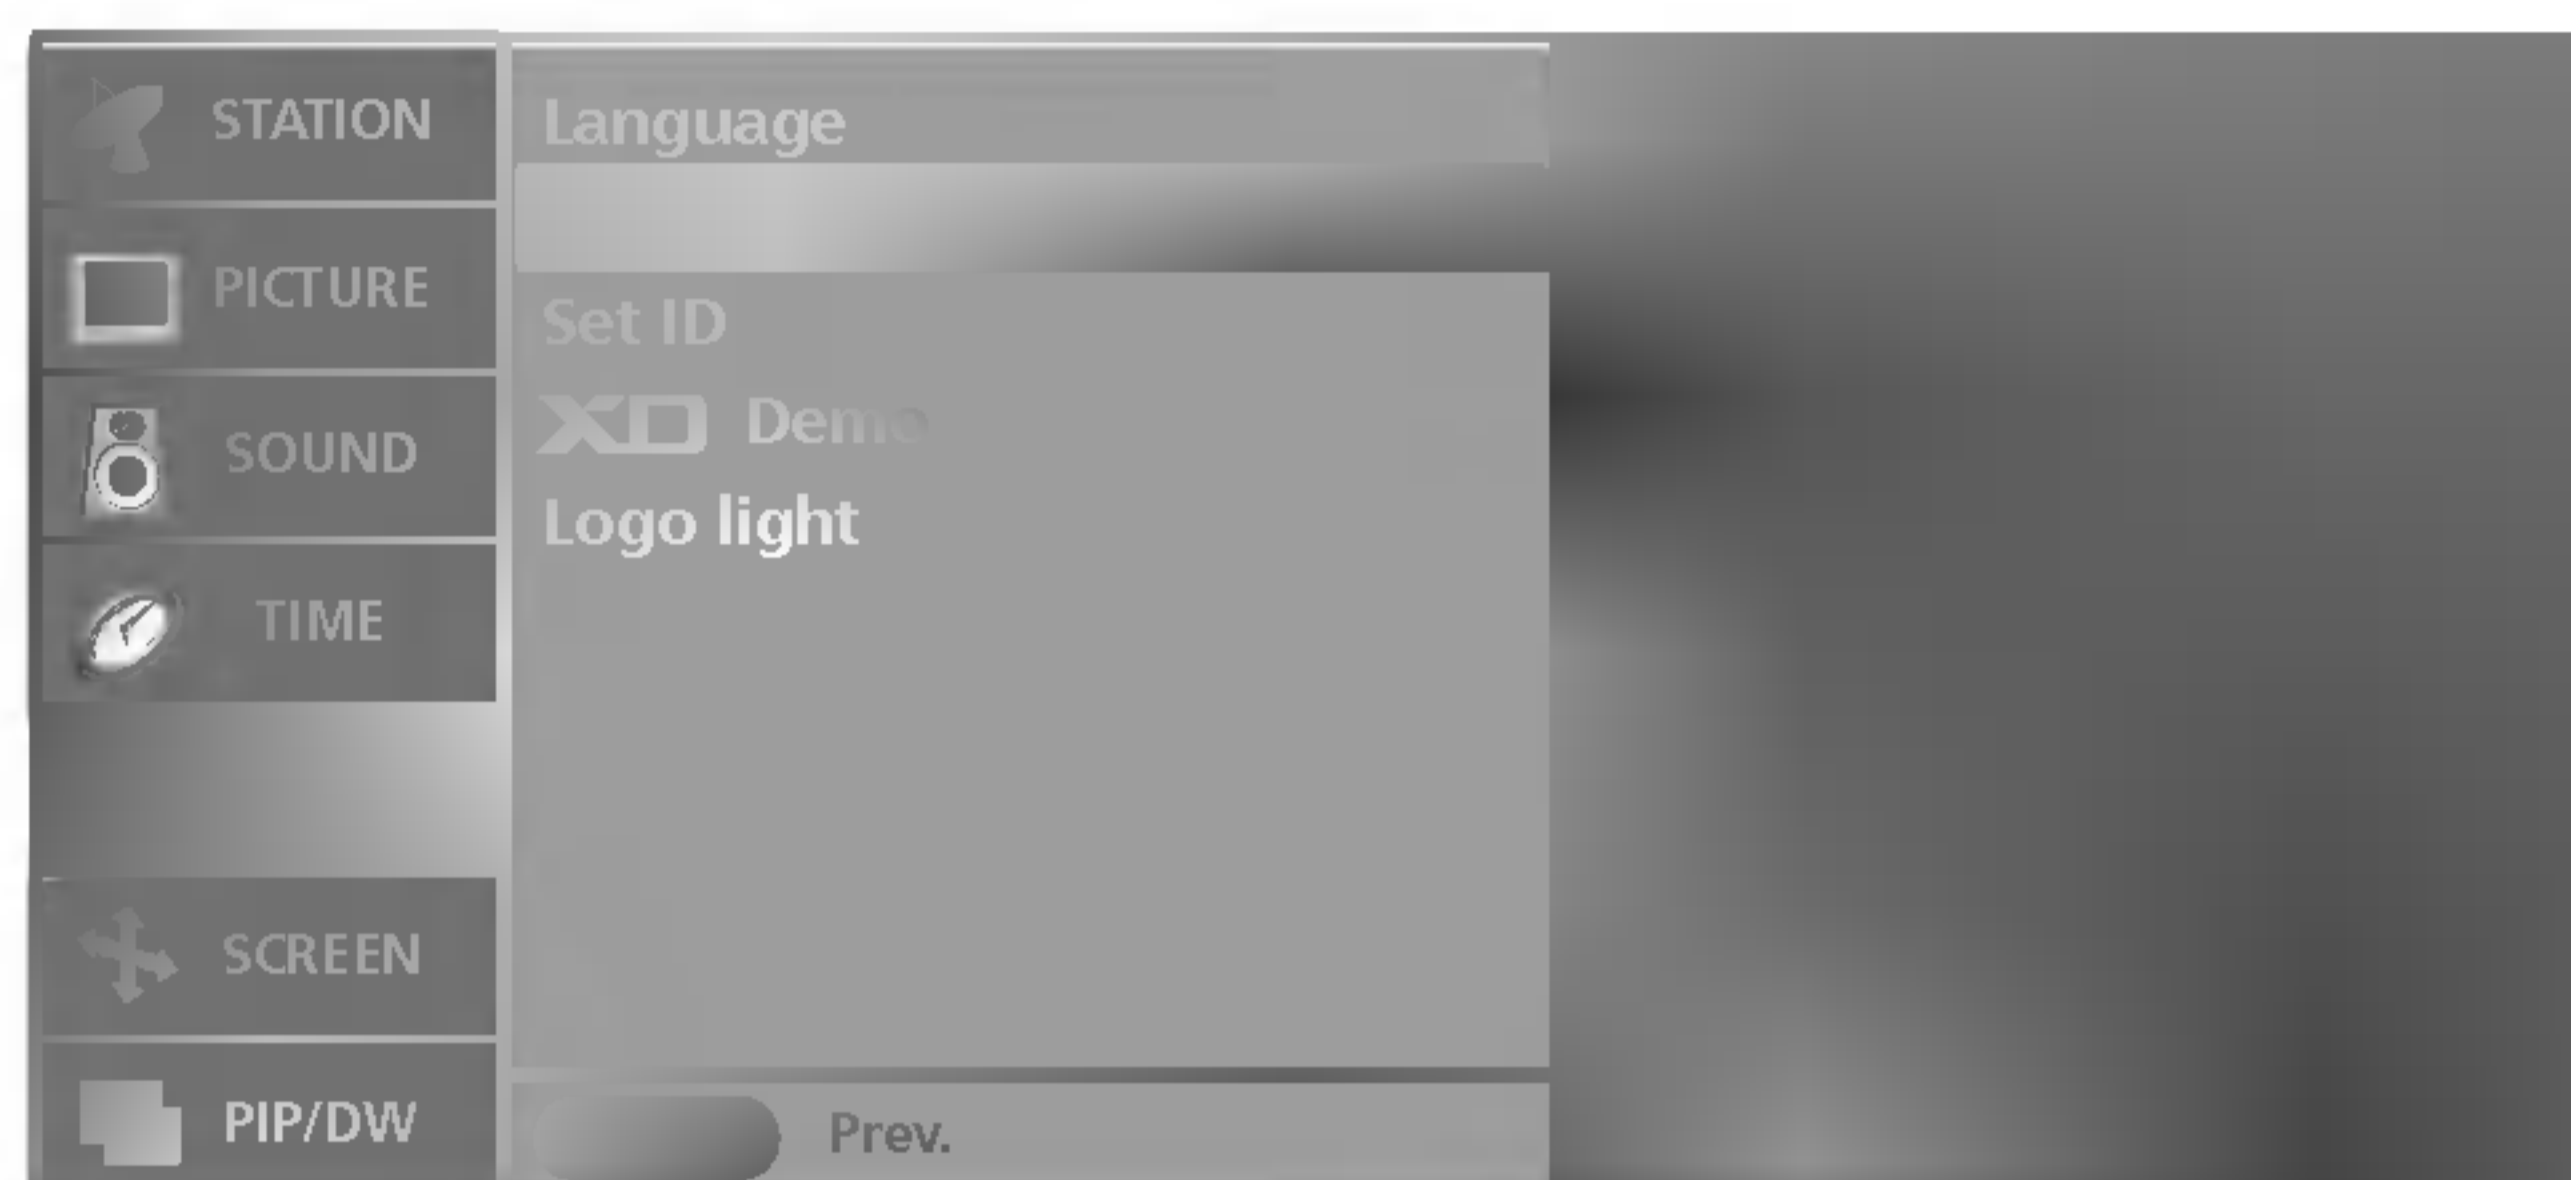 STATION
PICTURE
SOUND
TIME
SCREEN
PIP/DW
Language
Set ID
XD Demo
Logo light
Prev.